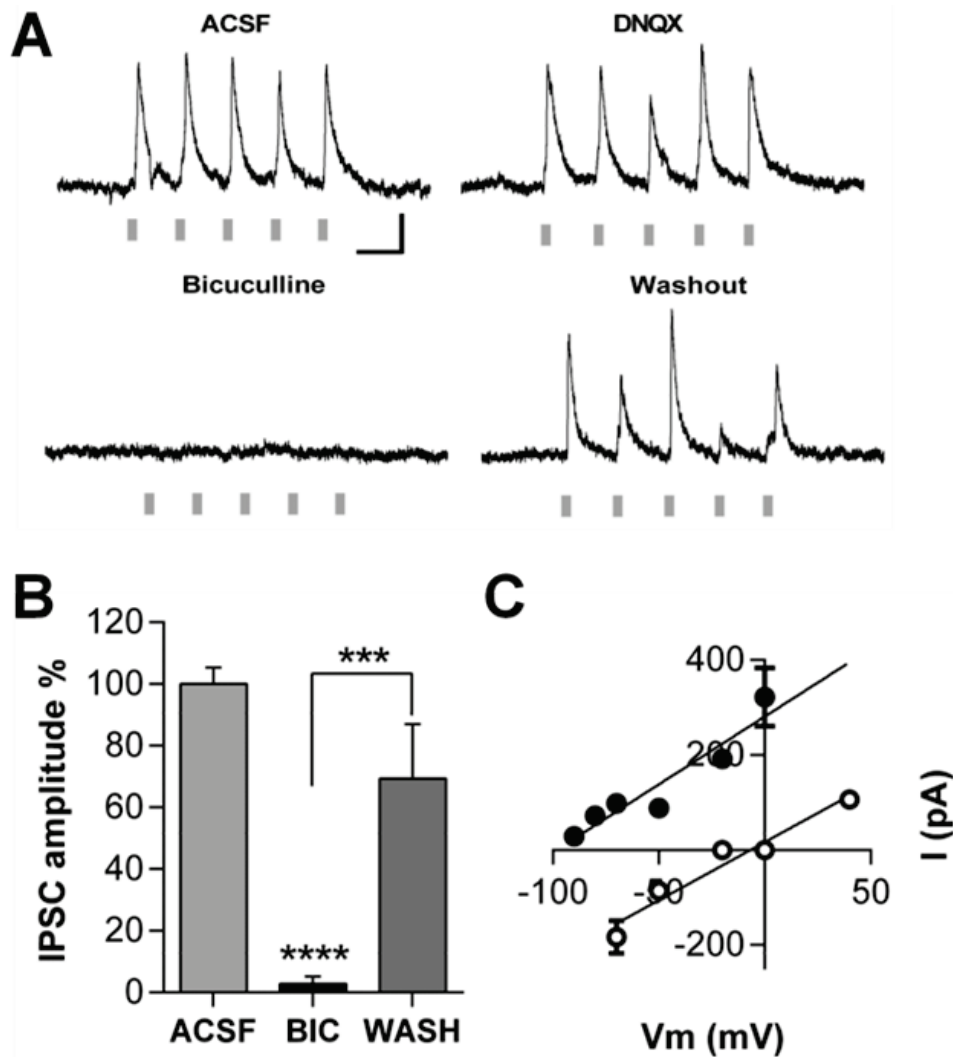 A
ACSF
DNQX
Bicuculline
Washout
B
IPSC amplitude %
120
100
80
60
40
20
0
***
****
ACSF BIC WASH
C
400
200
-100 -50 50
-200
I (pA)
Vm (mV)